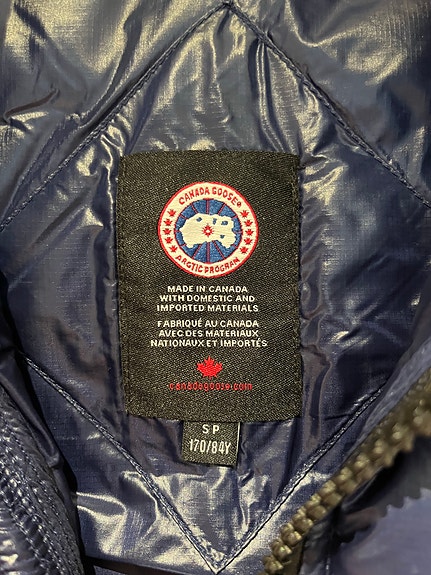 CANADA GOOSE®
ARCTIC PROGRAM
MADE IN CANADA
WITH DOMESTIC AND
IMPORTED MATERIALS
FABRIQUÉ AU CANADA
AVEC DES MATERIAUX
NATIONAUX ET IMPORTÉS
canadagoose.com
S P
170/84Y